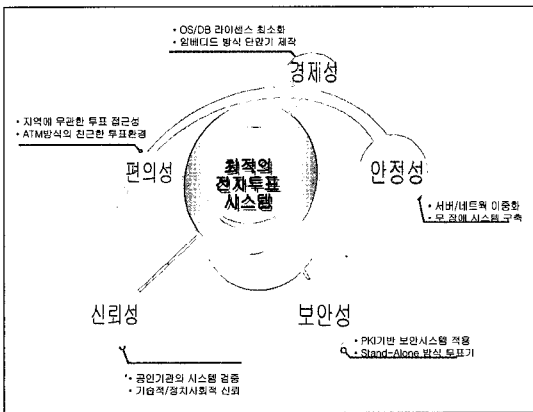 • OS/DB 라이센스 최소화
• 임베디드 방식 단말기 제작
경제성
• 지역에 무관한 투표 접근성
• ATM방식의 친근한 투표환경
편의성
최적의
전자투표
시스템
안정성
• 서버/네트웍 이중화
• 무 장애 시스템 구축
신뢰성
보안성
• PKI기반 보안시스템 적용
• Stand-Alone 방식 투표기
• 공인기관의 시스템 검증
• 기술적/정치사회적 신뢰